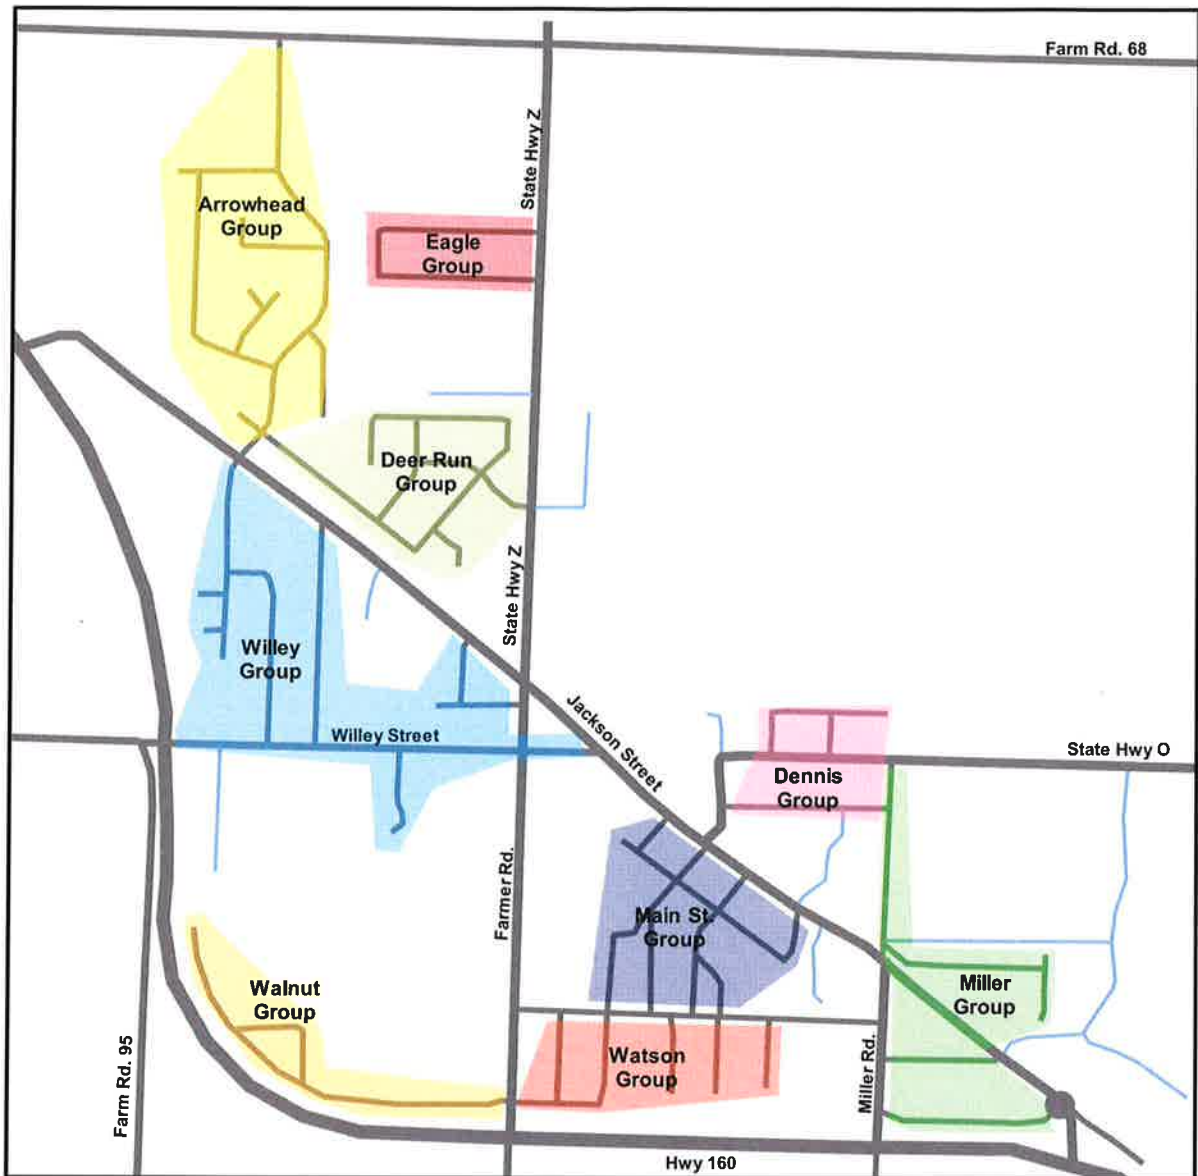 Farm Rd. 68
State Hwy Z
Arrowhead
Group
Eagle
Group
Deer Run
Group
State Hwy Z
Willey
Group
Willey Street
Jackson Street
State Hwy O
Dennis
Group
Farmer Rd.
Main St.
Group
Walnut
Group
Miller
Group
Farm Rd. 95
Watson
Group
Miller Rd.
Hwy 160